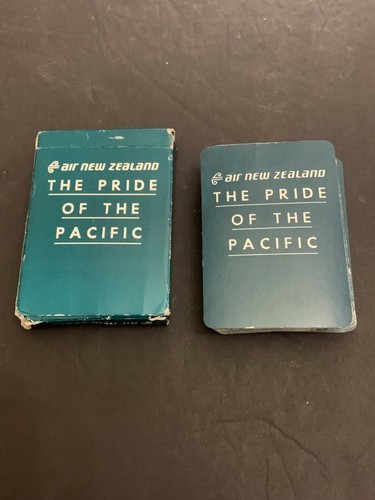 air new zealand
THE PRIDE
OF THE
PACIFIC
air new zealand
THE PRIDE
OF THE
PACIFIC